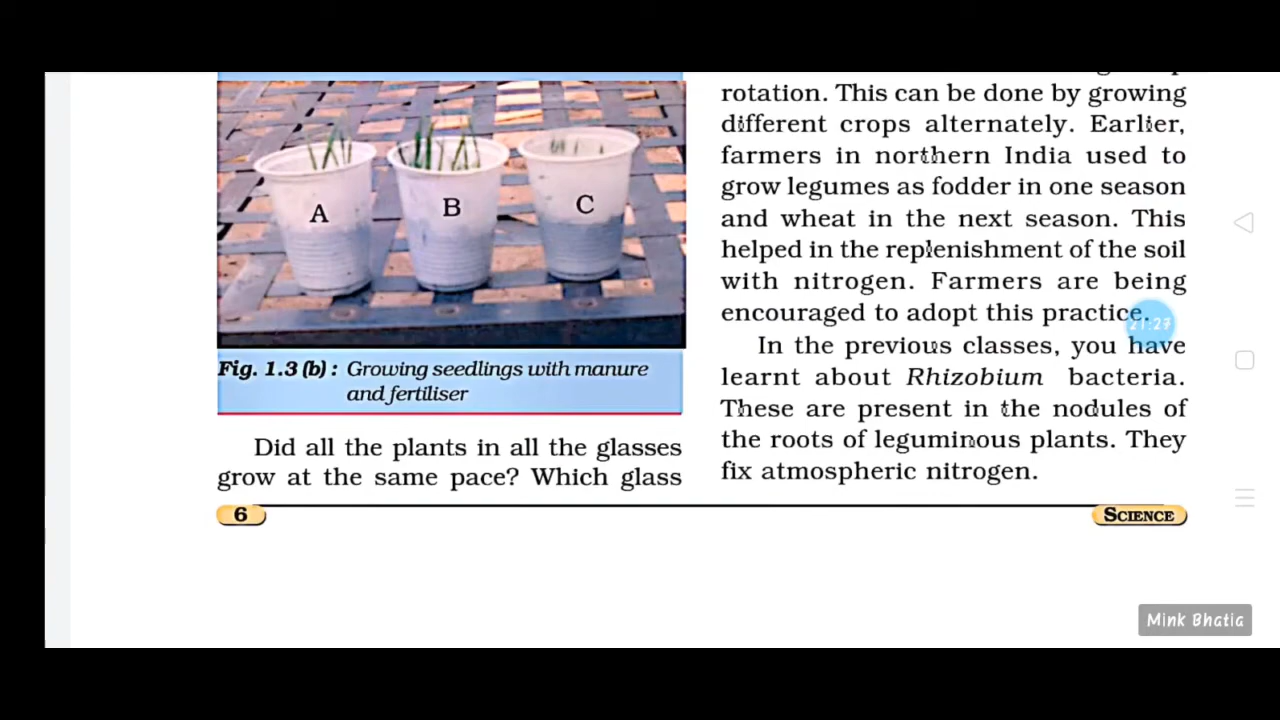 A
B
C
Fig. 1.3 (b) : Growing seedlings with manure
and fertiliser
Did all the plants in all the glasses
grow at the same pace? Which glass
rotation. This can be done by growing
different crops alternately. Earlier,
farmers in northern India used to
grow legumes as fodder in one season
and wheat in the next season. This
helped in the replenishment of the soil
with nitrogen. Farmers are being
encouraged to adopt this practice.
21:27
In the previous classes, you have
learnt about Rhizobium bacteria.
These are present in the nodules of
the roots of leguminous plants. They
fix atmospheric nitrogen.
6
SCIENCE
Mink Bhatia